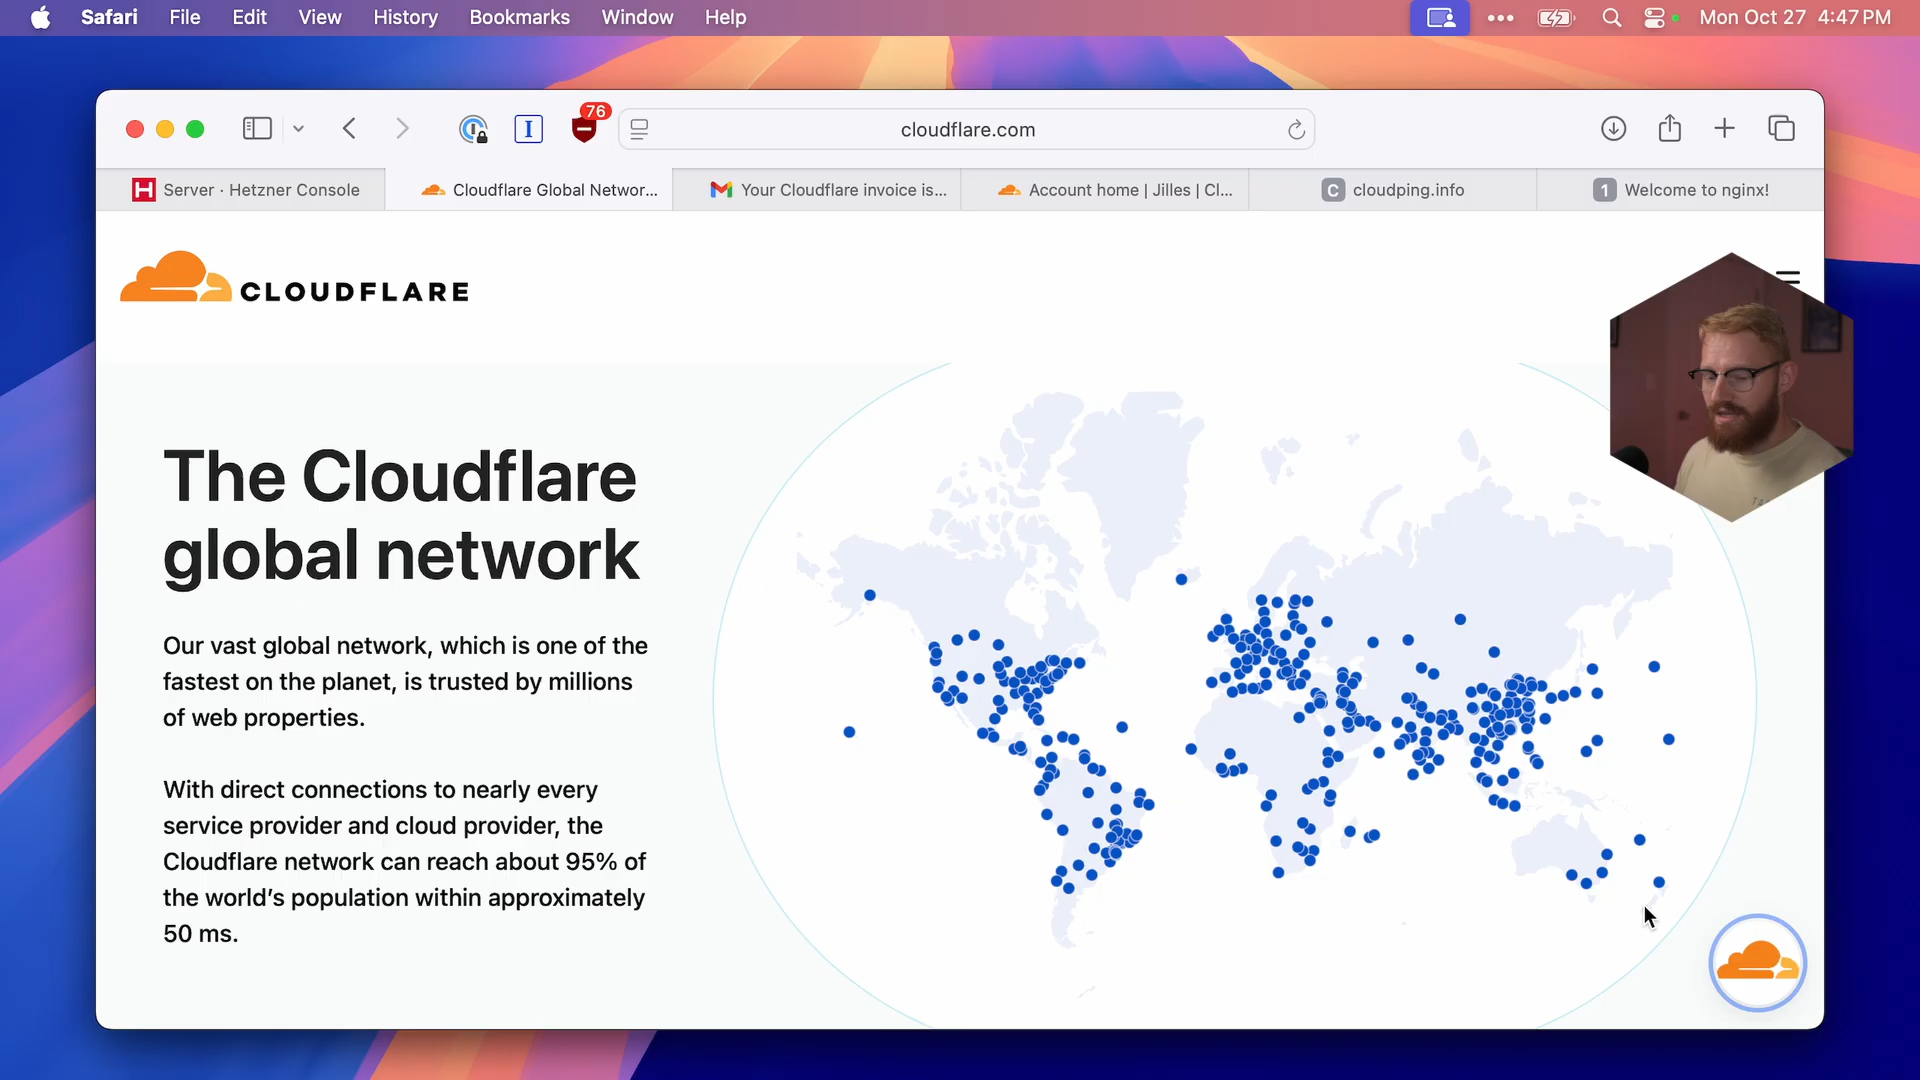 Safari File Edit View History Bookmarks Window Help
Mon Oct 27 4:47 PM
76
cloudflare.com
Server · Hetzner Console
Cloudflare Global Networ...
Your Cloudflare invoice is...
Account home | Jilles | Cl...
C cloudping.info
1 Welcome to nginx!
CLOUDFLARE
The Cloudflare
global network
Our vast global network, which is one of the
fastest on the planet, is trusted by millions
of web properties.
With direct connections to nearly every
service provider and cloud provider, the
Cloudflare network can reach about 95% of
the world’s population within approximately
50 ms.